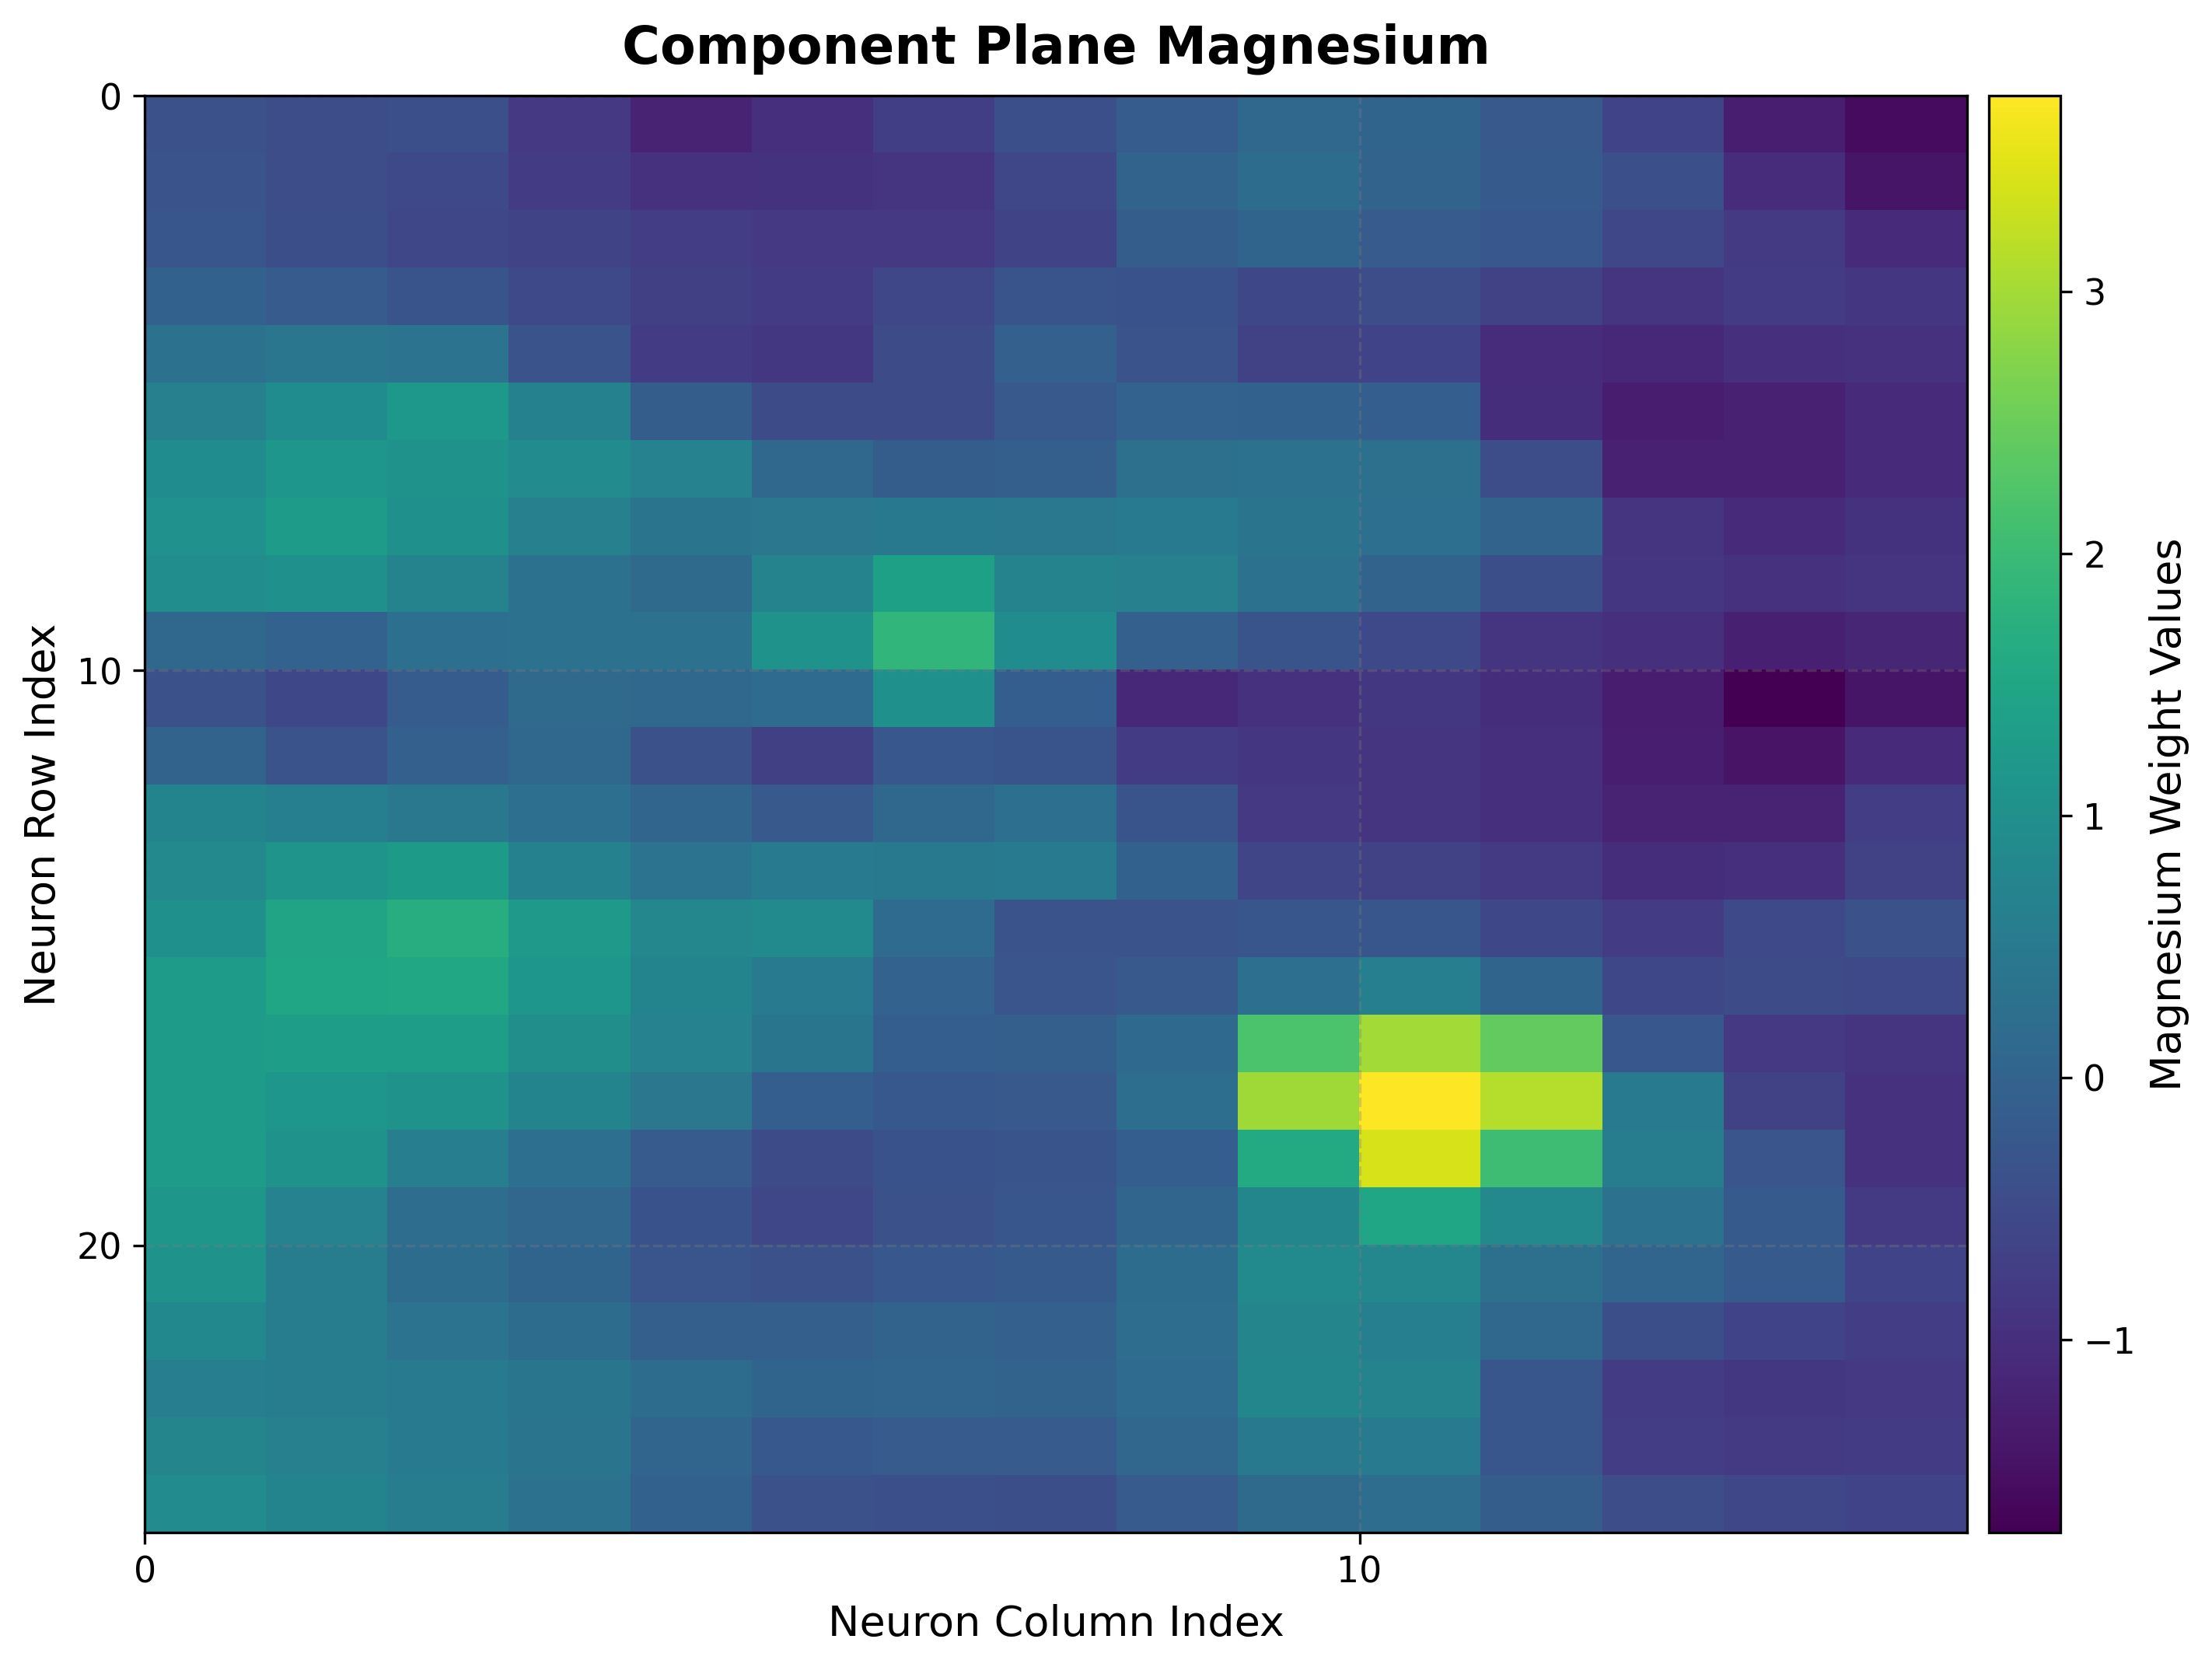 Component Plane Magnesium
0
10
20
Neuron Row Index
0
10
Neuron Column Index
3
2
1
0
−1
Magnesium Weight Values